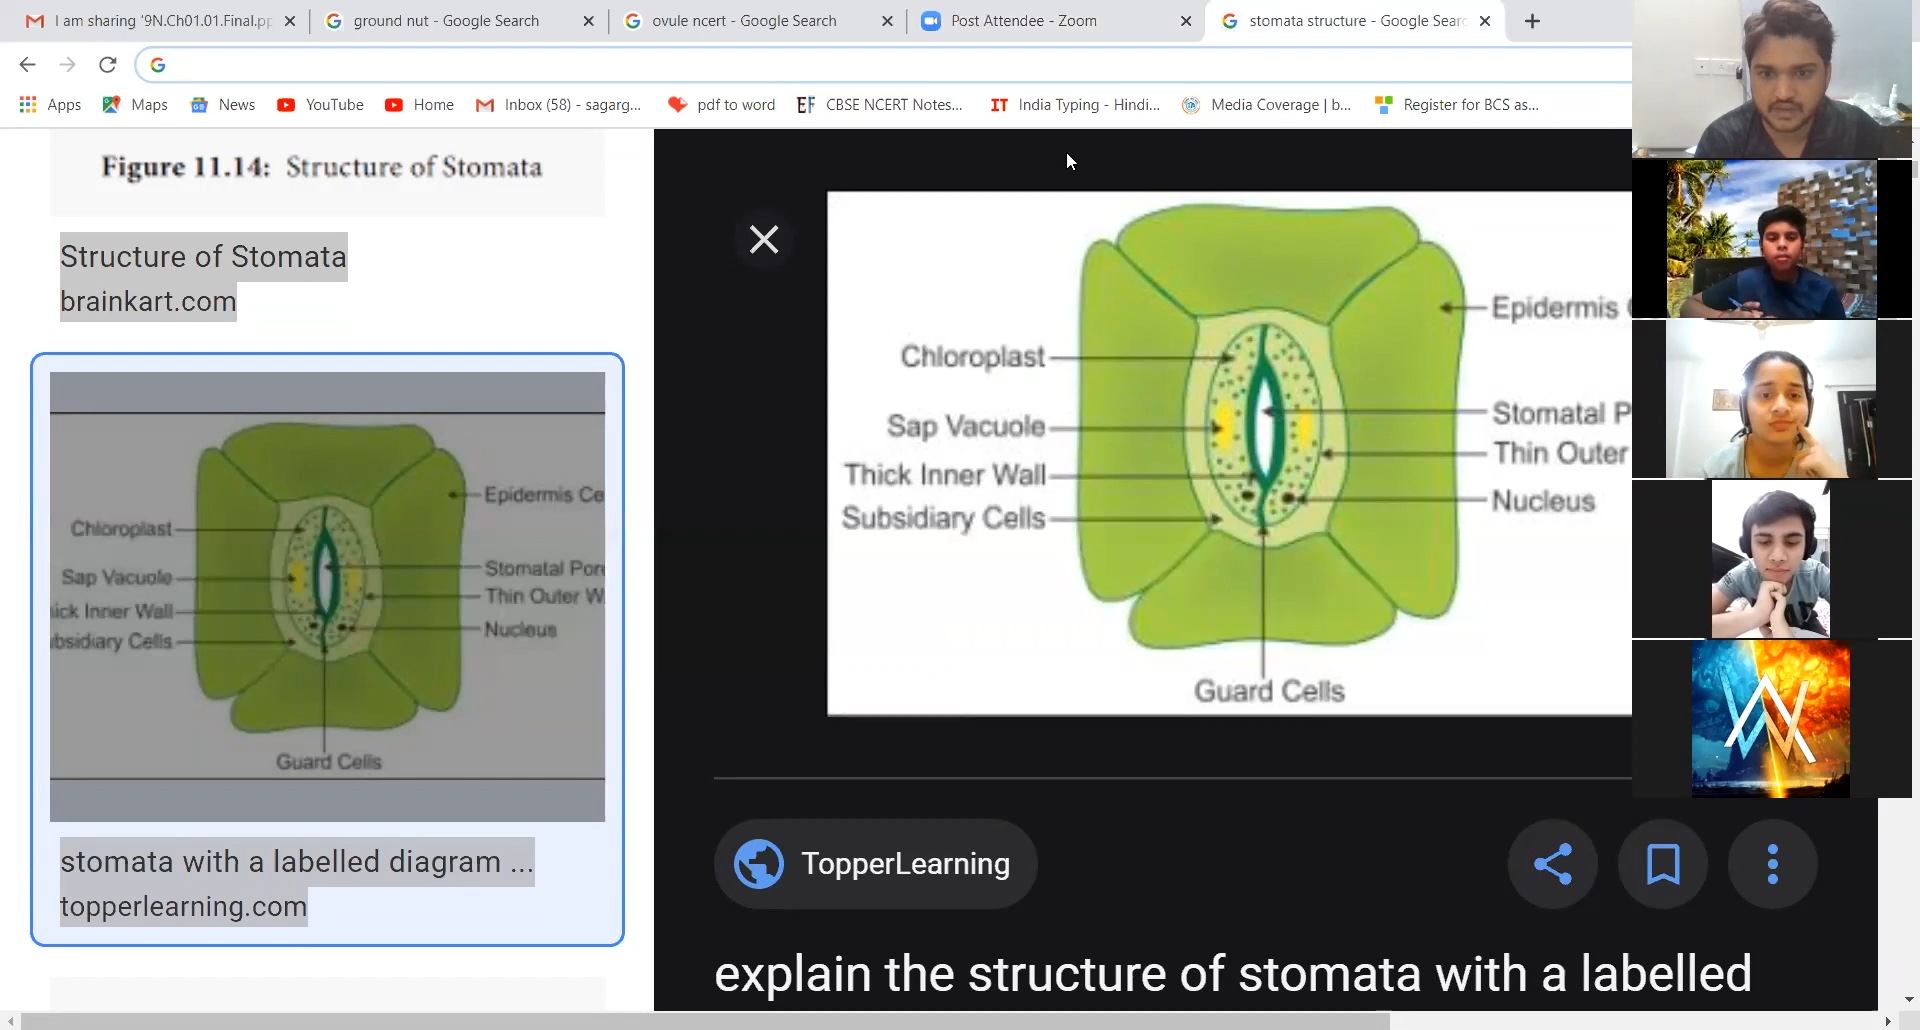 I am sharing '9N.Ch01.01.Final.pp
ground nut - Google Search
ovule ncert - Google Search
Post Attendee - Zoom
stomata structure - Google Searc
Apps
Maps
News
YouTube
Home
Inbox (58) - sagarg...
pdf to word
CBSE NCERT Notes...
India Typing - Hindi...
Media Coverage | b...
Register for BCS as...
Figure 11.14: Structure of Stomata
Structure of Stomata
brainkart.com
Epidermis Ce
Chloroplast
Sap Vacuole
Stomatal Pore
Thin Outer W
ick Inner Wall
Nucleus
bsidiary Cells
Guard Cells
stomata with a labelled diagram ...
topperlearning.com
Epidermis
Chloroplast
Stomatal P
Sap Vacuole
Thin Outer
Thick Inner Wall
Nucleus
Subsidiary Cells
Guard Cells
TopperLearning
explain the structure of stomata with a labelled